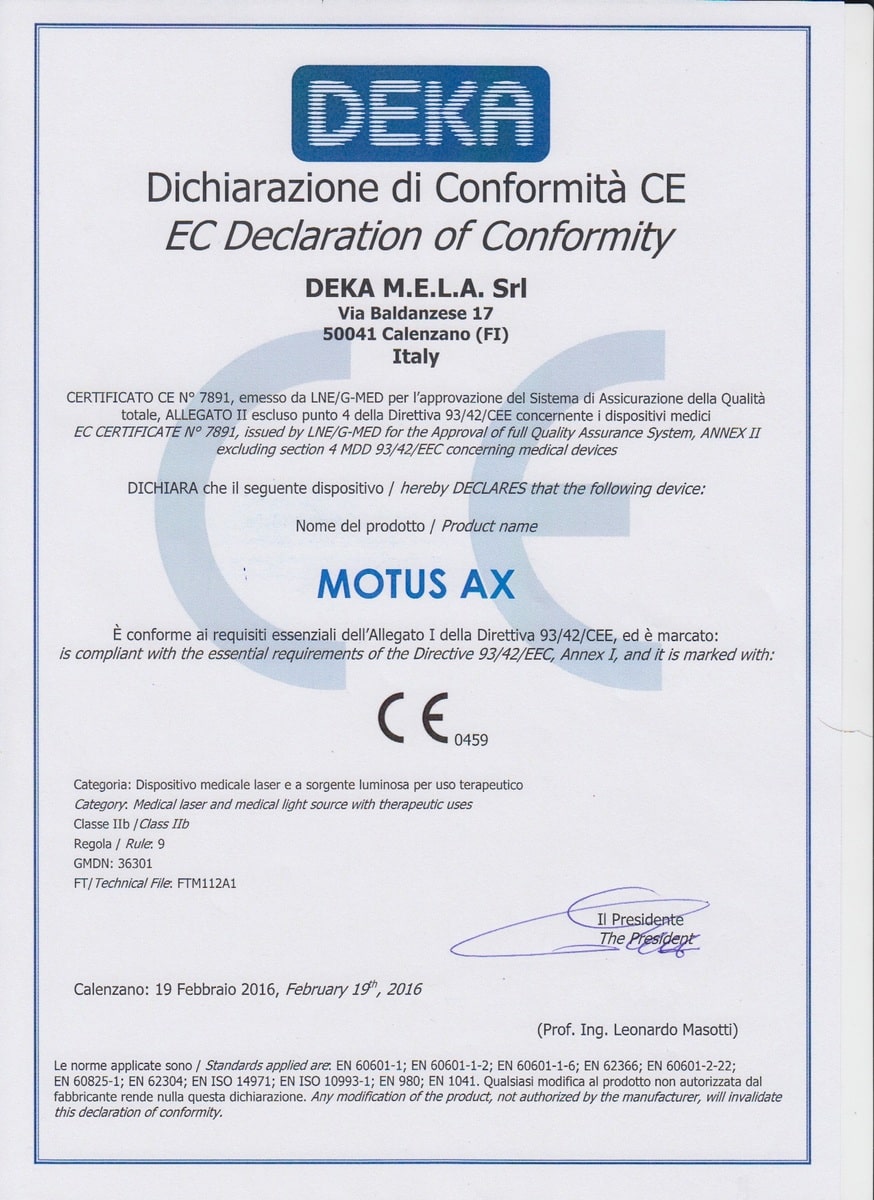 DEKA
Dichiarazione di Conformità CE
EC Declaration of Conformity
DEKA M.E.L.A. Srl
Via Baldanzese 17
50041 Calenzano (FI)
Italy
CERTIFICATO CE N° 7891, emesso da LNE/G-MED per l'approvazione del Sistema di Assicurazione della Qualità
totale, ALLEGATO II escluso punto 4 della Direttiva 93/42/CEE concernente i dispositivi medici
EC CERTIFICATE N° 7891, issued by LNE/G-MED for the Approval of full Quality Assurance System, ANNEX II
excluding section 4 MDD 93/42/EEC concerning medical devices
DICHIARA che il seguente dispositivo / hereby DECLARES that the following device:
Nome del prodotto / Product name
MOTUS AX
È conforme ai requisiti essenziali dell'Allegato I della Direttiva 93/42/CEE, ed è marcato:
is compliant with the essential requirements of the Directive 93/42/EEC, Annex I, and it is marked with:
CE 0459
Categoria: Dispositivo medicale laser e a sorgente luminosa per uso terapeutico
Category: Medical laser and medical light source with therapeutic uses
Classe IIb /Class IIb
Regola / Rule: 9
GMDN: 36301
FT/Technical File: FTM112A1
Il Presidente
The President
Calenzano: 19 Febbraio 2016, February 19th, 2016
(Prof. Ing. Leonardo Masotti)
Le norme applicate sono / Standards applied are: EN 60601-1; EN 60601-1-2; EN 60601-1-6; EN 62366; EN 60601-2-22;
EN 60825-1; EN 62304; EN ISO 14971; EN ISO 10993-1; EN 980; EN 1041. Qualsiasi modifica al prodotto non autorizzata dal
fabbricante rende nulla questa dichiarazione. Any modification of the product, not authorized by the manufacturer, will invalidate
this declaration of conformity.